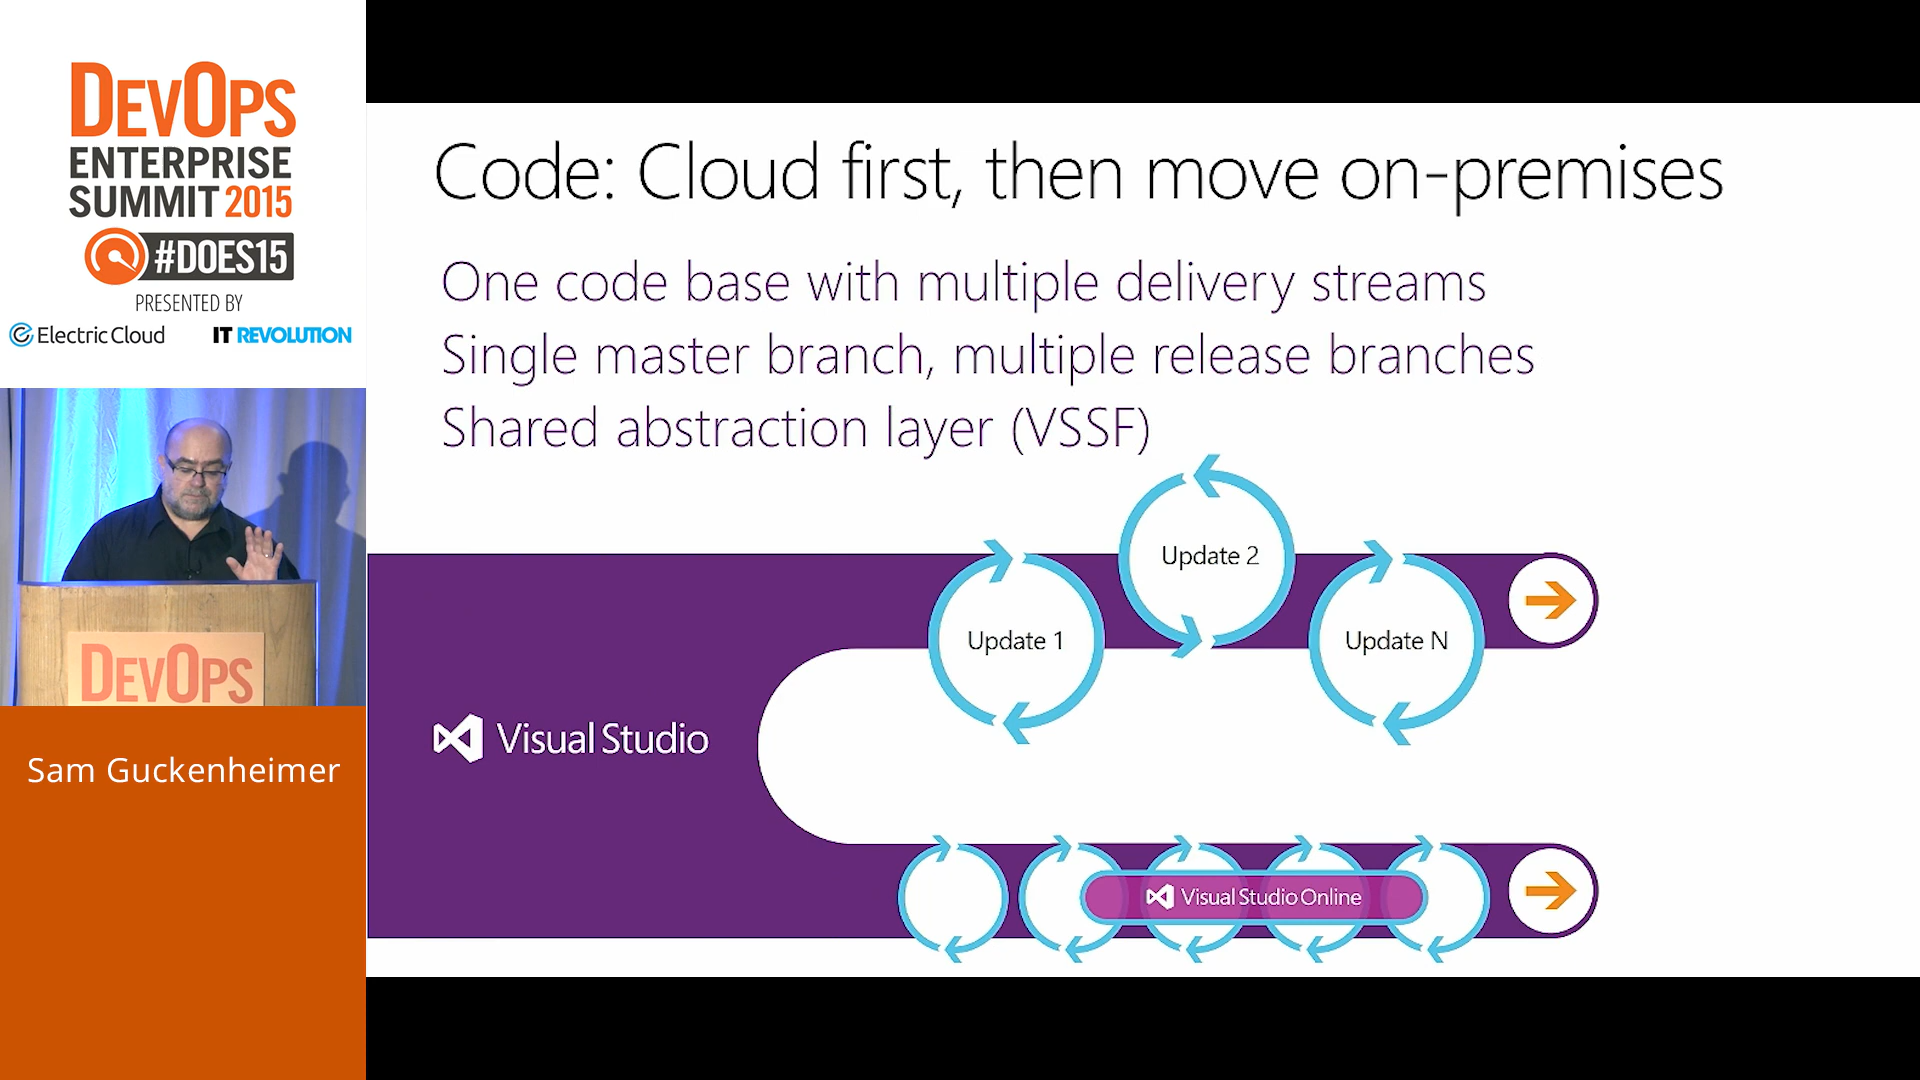 DEVOPS
ENTERPRISE
SUMMIT 2015
#DOES15
PRESENTED BY
Electric Cloud
IT REVOLUTION
DEVOPS
Sam Guckenheimer
Code: Cloud first, then move on-premises
One code base with multiple delivery streams
Single master branch, multiple release branches
Shared abstraction layer (VSSF)
Update 1
Update 2
Update N
Visual Studio
Visual Studio Online